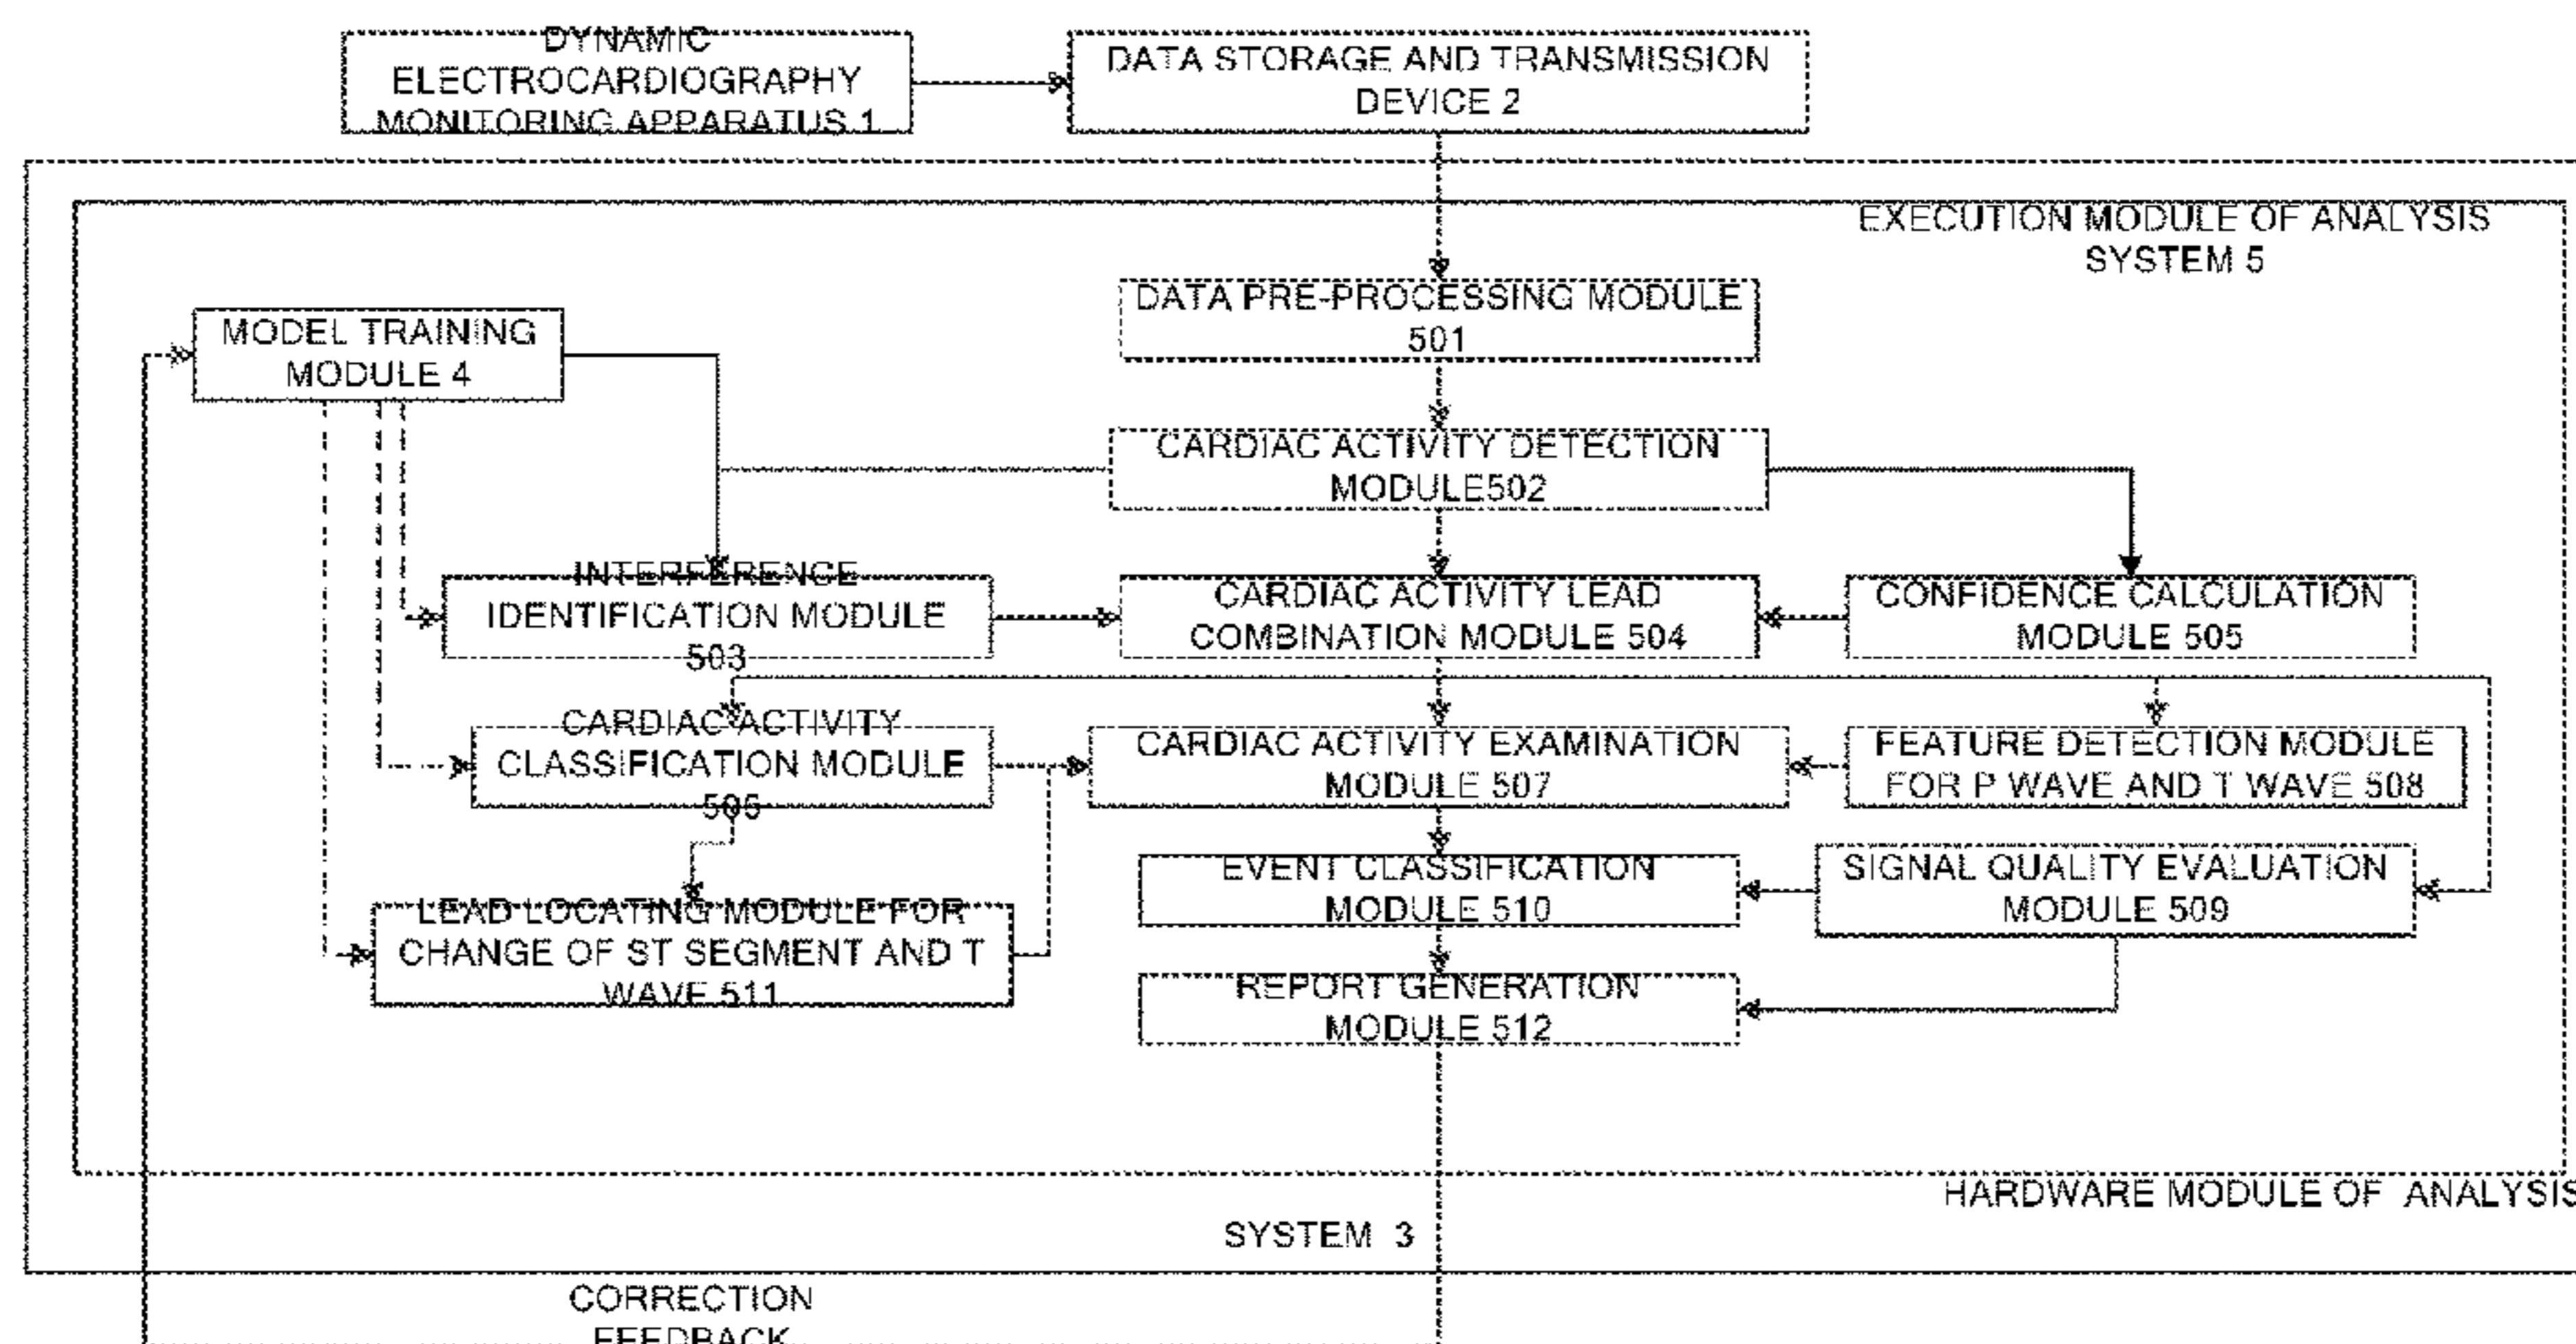 DYNAMIC
ELECTROCARDIOGRAPHY
MONITORING APPARATUS 1
DATA STORAGE AND TRANSMISSION
DEVICE 2
EXECUTION MODULE OF ANALYSIS
SYSTEM 5
DATA PRE-PROCESSING MODULE
501
MODEL TRAINING
MODULE 4
CARDIAC ACTIVITY DETECTION
MODULE502
INTERFERENCE
IDENTIFICATION MODULE
503
CARDIAC ACTIVITY LEAD
COMBINATION MODULE 504
CONFIDENCE CALCULATION
MODULE 505
CARDIAC ACTIVITY
CLASSIFICATION MODULE
CARDIAC ACTIVITY EXAMINATION
MODULE 507
FEATURE DETECTION MODULE
FOR P WAVE AND T WAVE 508
EVENT CLASSIFICATION
MODULE 510
SIGNAL QUALITY EVALUATION
MODULE 509
LEAD LOCATING MODULE FOR
CHANGE OF ST SEGMENT AND T
WAVE 511
REPORT GENERATION
MODULE 512
HARDWARE MODULE OF ANALYSIS
SYSTEM 3
CORRECTION
FEEDBACK